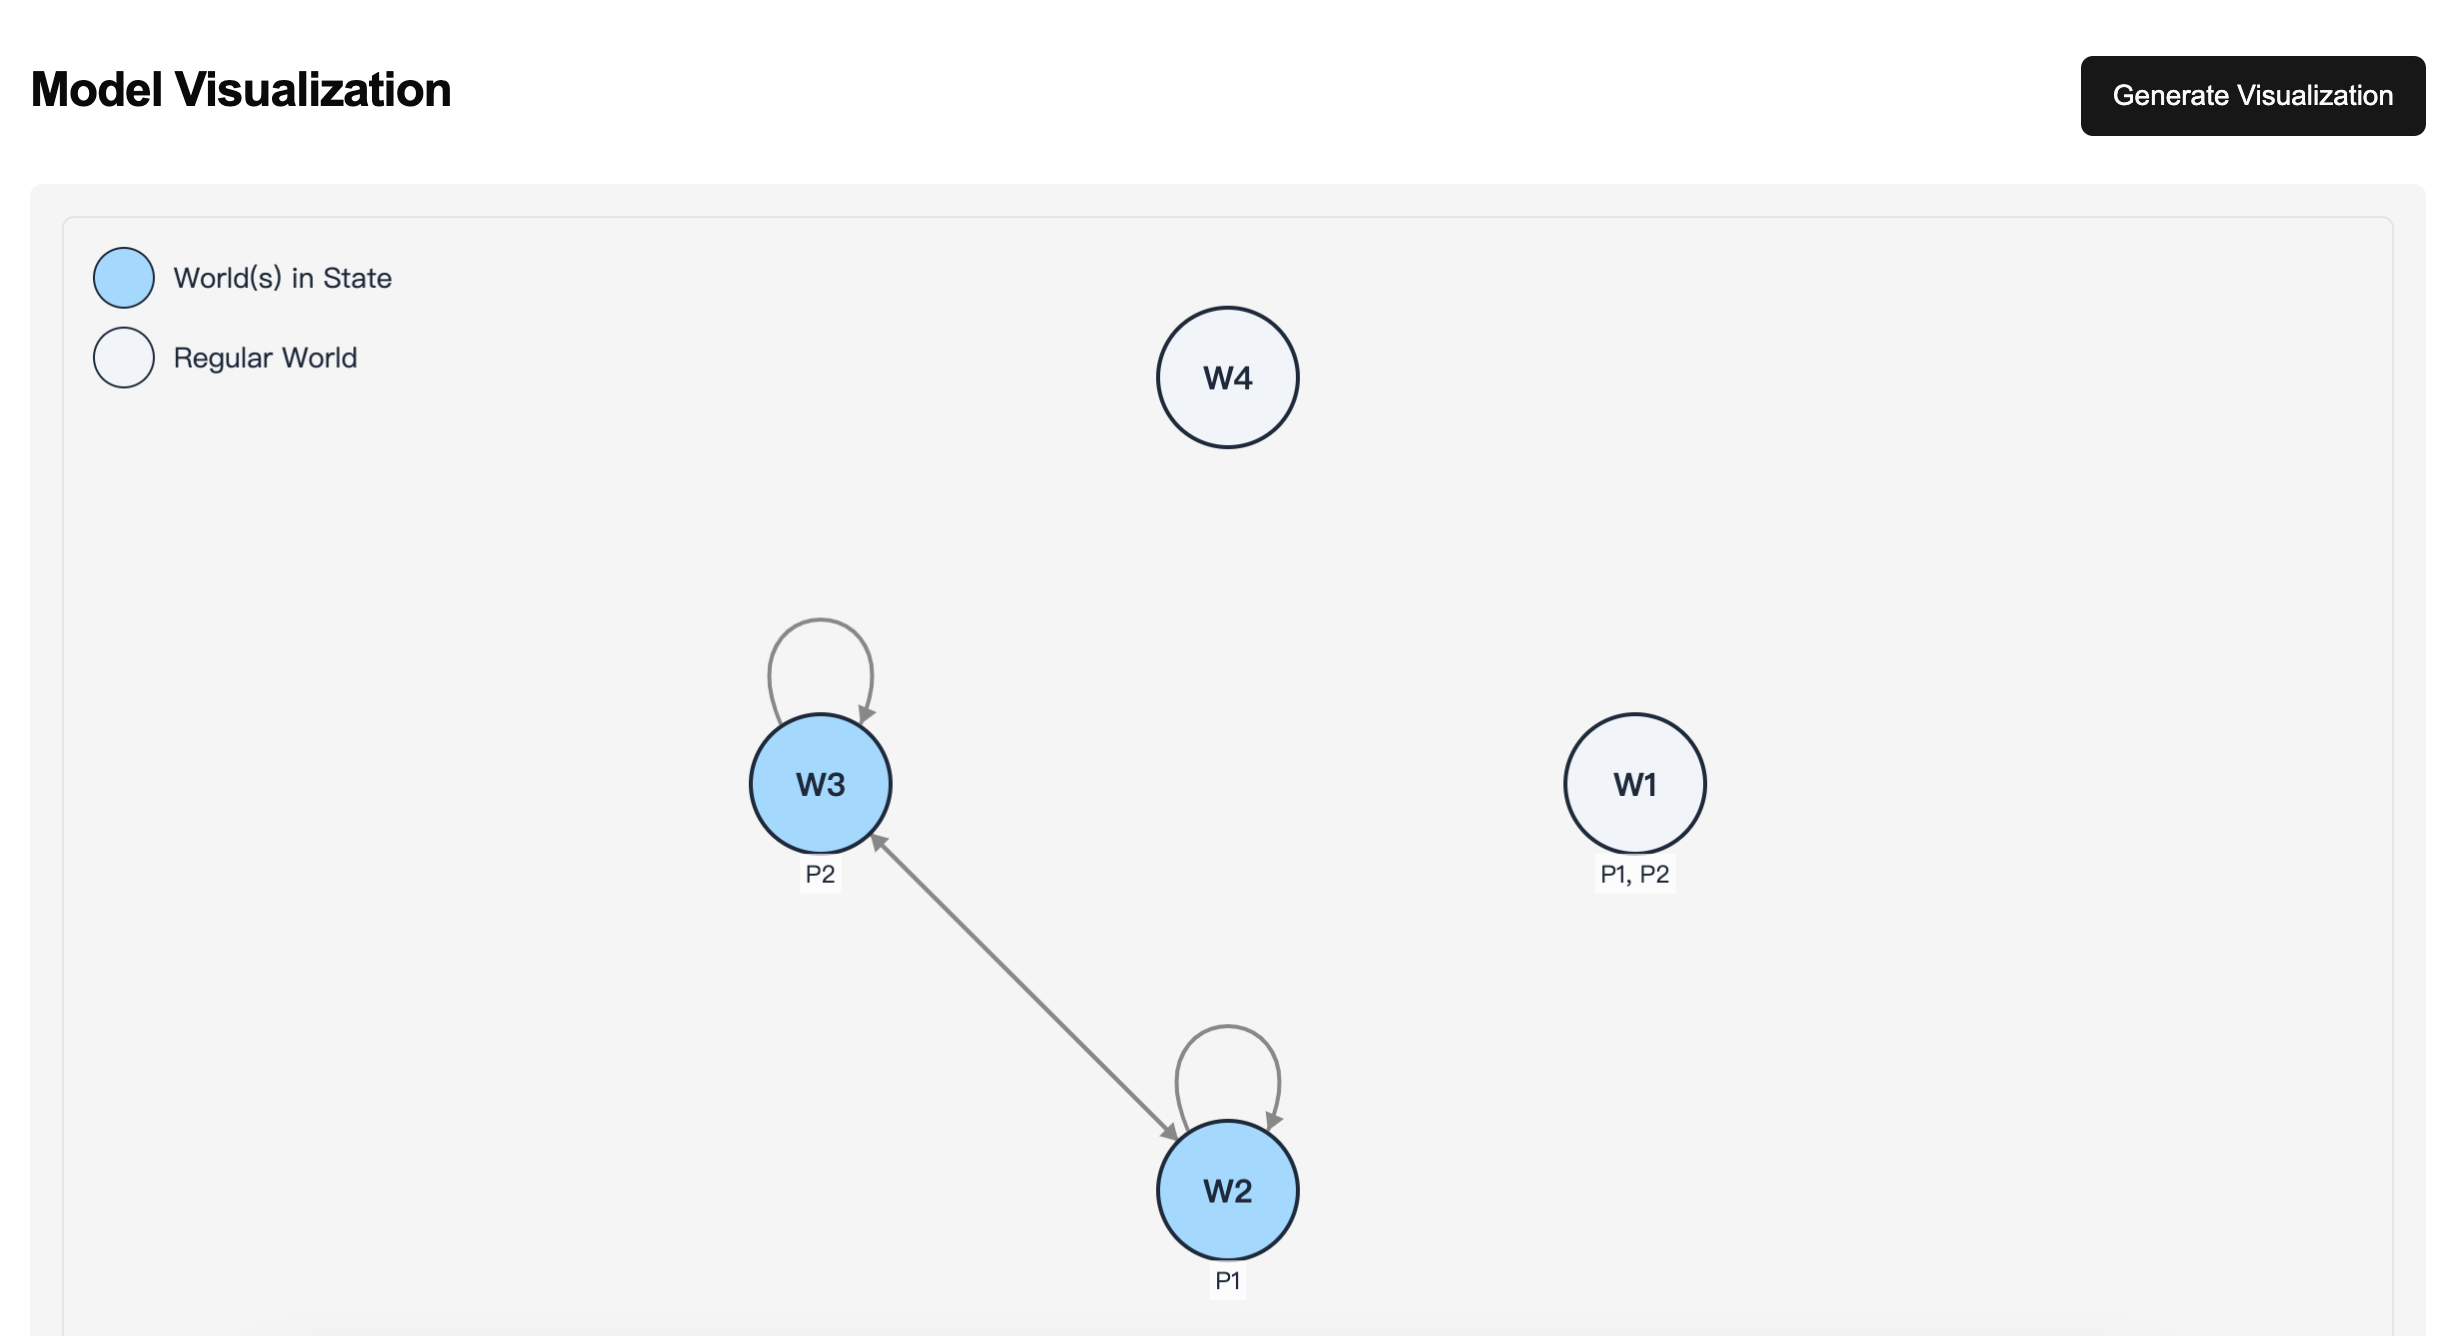 Model Visualization
Generate Visualization
World(s) in State
Regular World
W4
W3
P2
W1
P1, P2
W2
P1